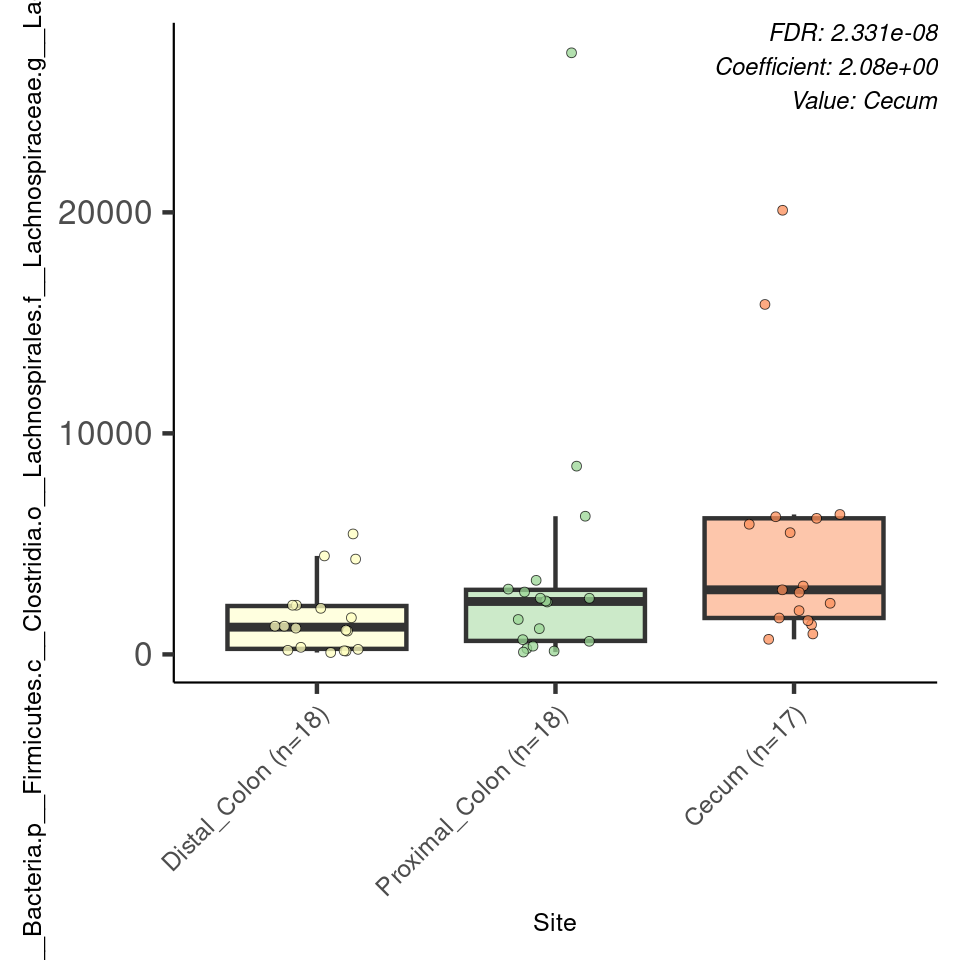 FDR: 2.331e-08
Coefficient: 2.08e+00
Value: Cecum
__Bacteria.p__Firmicutes.c__Clostridia.o__Lachnospirales.f__Lachnospiraceae.g__La
20000
10000
0
Distal_Colon (n=18)
Proximal_Colon (n=18)
Cecum (n=17)
Site